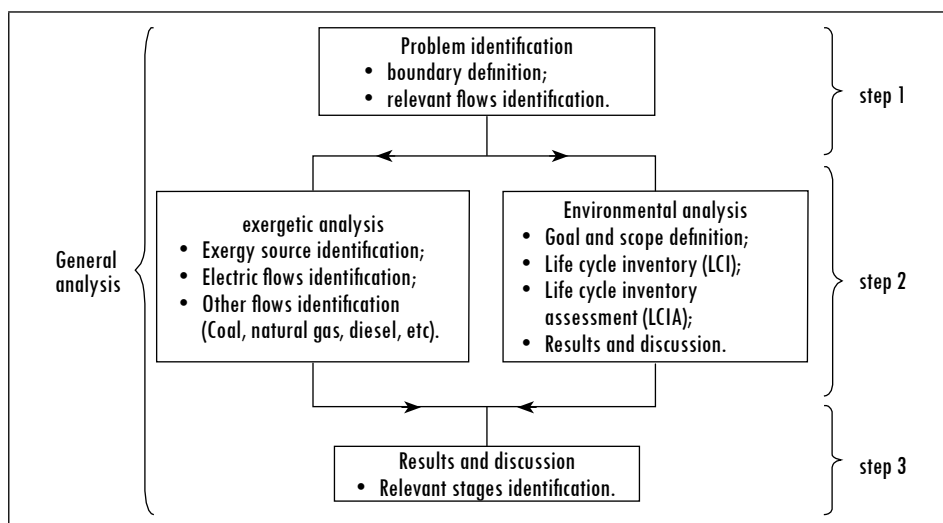 Problem identification
• boundary definition;
• relevant flows identification.
step 1
General
analysis
exergetic analysis
• Exergy source identification;
• Electric flows identification;
• Other flows identification
(Coal, natural gas, diesel, etc).
Environmental analysis
• Goal and scope definition;
• Life cycle inventory (LCI);
• Life cycle inventory
assessment (LCIA);
• Results and discussion.
step 2
Results and discussion
• Relevant stages identification.
step 3